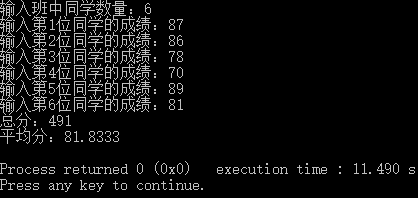 输入班中同学数量：6
输入第1位同学的成绩：87
输入第2位同学的成绩：86
输入第3位同学的成绩：78
输入第4位同学的成绩：70
输入第5位同学的成绩：89
输入第6位同学的成绩：81
总分：491
平均分：81.8333
Process returned 0 (0x0)   execution time : 11.490 s
Press any key to continue.